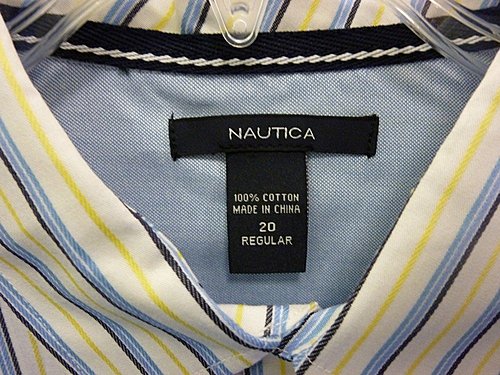 NAUTICA
100% COTTON
MADE IN CHINA
20
REGULAR